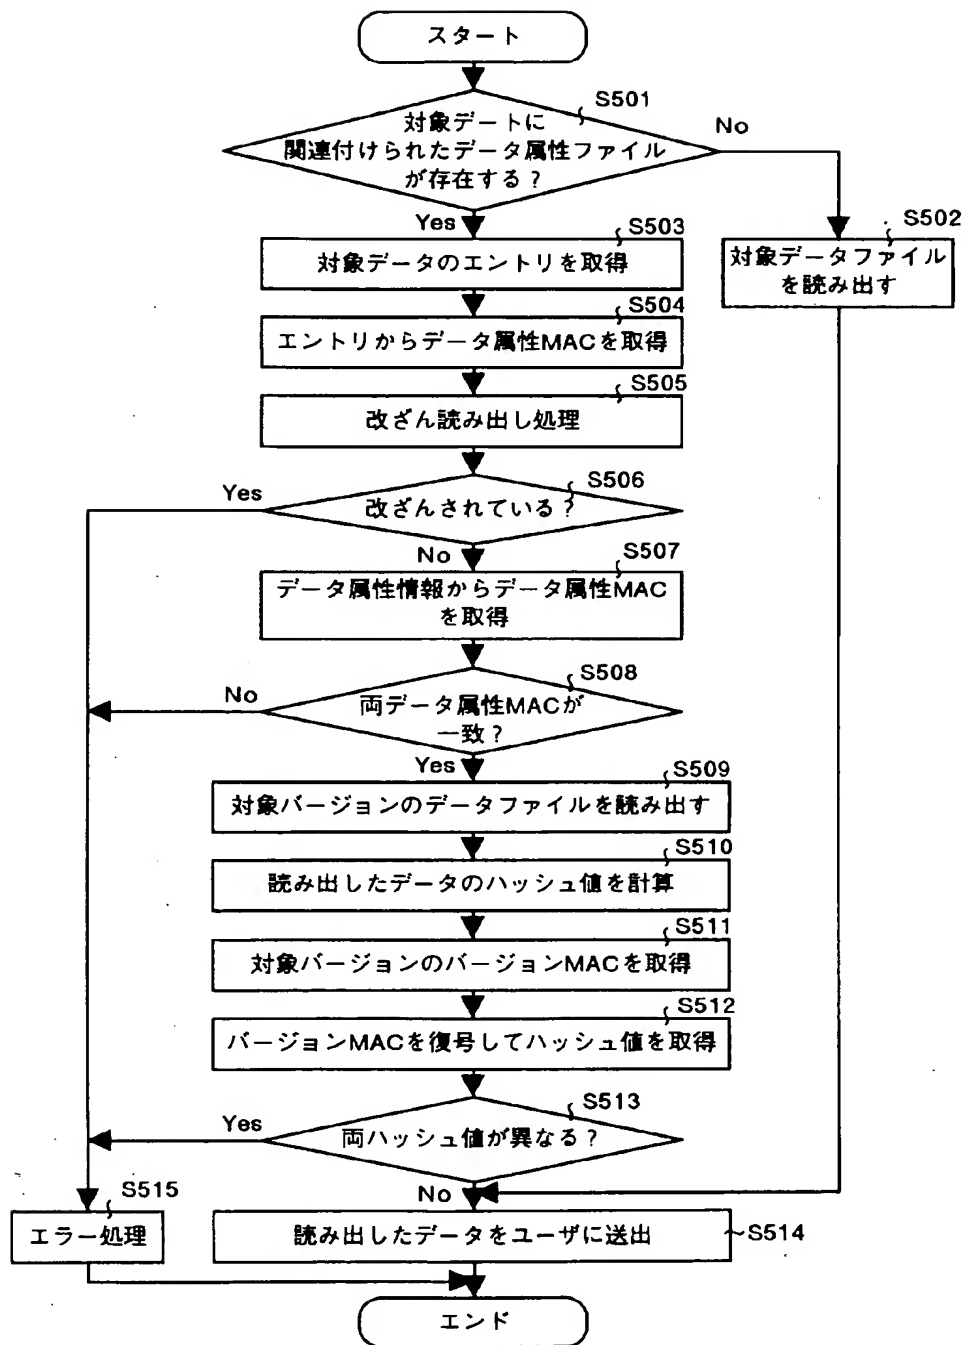 スタート
S501
対象デートに
関連付けられたデータ属性ファイル
が存在する?
No
Yes
S503
対象データのエントリを取得
S502
対象データファイル
を読み出す
S504
エントリからデータ属性MACを取得
S505
改ざん読み出し処理
S506
Yes
改ざんされている?
No
S507
データ属性情報からデータ属性MAC
を取得
S508
No
両データ属性MACが
一致?
Yes
S509
対象バージョンのデータファイルを読み出す
S510
読み出したデータのハッシュ値を計算
S511
対象バージョンのバージョンMACを取得
S512
バージョンMACを復号してハッシュ値を取得
S513
Yes
両ハッシュ値が異なる?
No
S515
エラー処理
読み出したデータをユーザに送出
S514
エンド